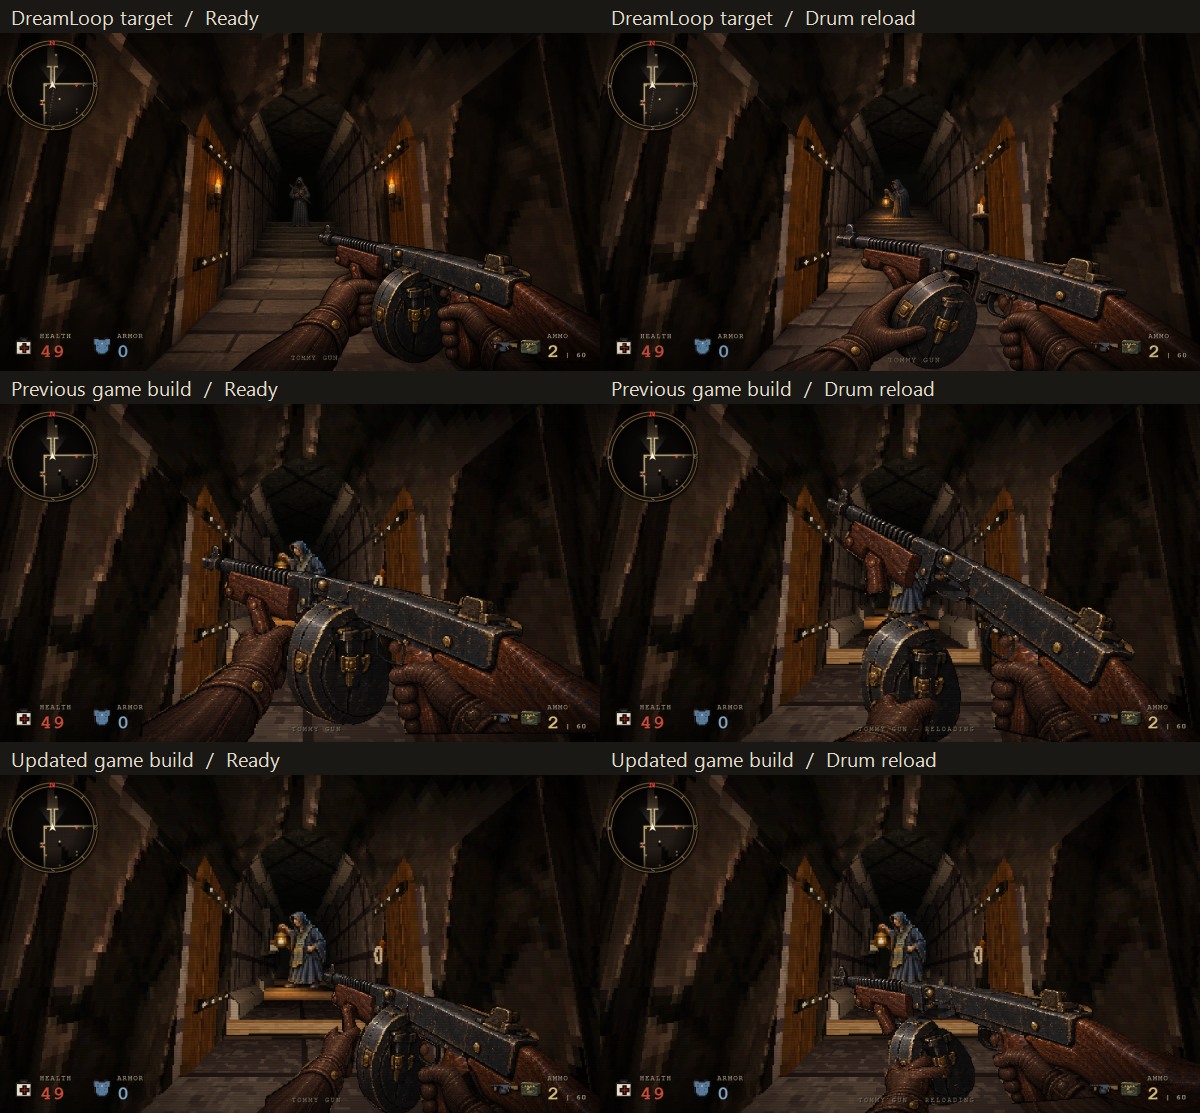 DreamLoop target / Ready
DreamLoop target / Drum reload
HEALTH
49
ARMOR
0
TOMMY GUN
AMMO
2 | 60
HEALTH
49
ARMOR
0
TOMMY GUN
AMMO
2 | 60
Previous game build / Ready
Previous game build / Drum reload
HEALTH
49
ARMOR
0
TOMMY GUN
AMMO
2 | 60
HEALTH
49
ARMOR
0
TOMMY GUN - RELOADING
AMMO
2 | 60
Updated game build / Ready
Updated game build / Drum reload
HEALTH
49
ARMOR
0
TOMMY GUN
AMMO
2 | 60
HEALTH
49
ARMOR
0
TOMMY GUN - RELOADING
AMMO
2 | 60